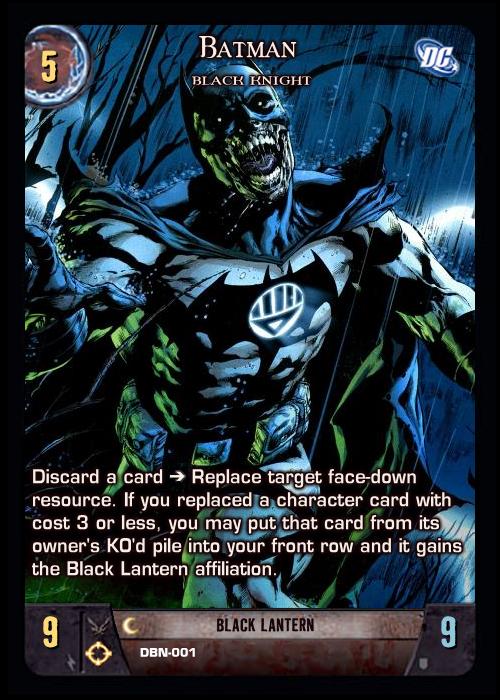 5
BATMAN
BLACK KNIGHT
DC
Discard a card ➔ Replace target face-down
resource. If you replaced a character card with
cost 3 or less, you may put that card from its
owner's KO'd pile into your front row and it gains
the Black Lantern affiliation.
9
BLACK LANTERN
9
DBN-001